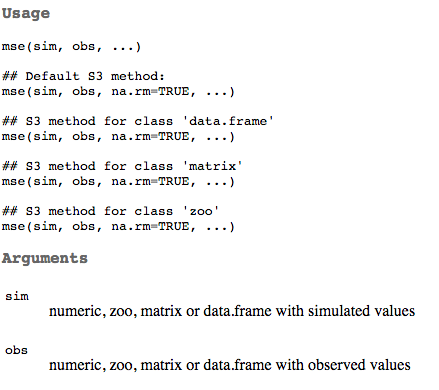 Usage
mse(sim, obs, ...)
## Default S3 method:
mse(sim, obs, na.rm=TRUE, ...)
## S3 method for class 'data.frame'
mse(sim, obs, na.rm=TRUE, ...)
## S3 method for class 'matrix'
mse(sim, obs, na.rm=TRUE, ...)
## S3 method for class 'zoo'
mse(sim, obs, na.rm=TRUE, ...)
Arguments
sim
numeric, zoo, matrix or data.frame with simulated values
obs
numeric, zoo, matrix or data.frame with observed values